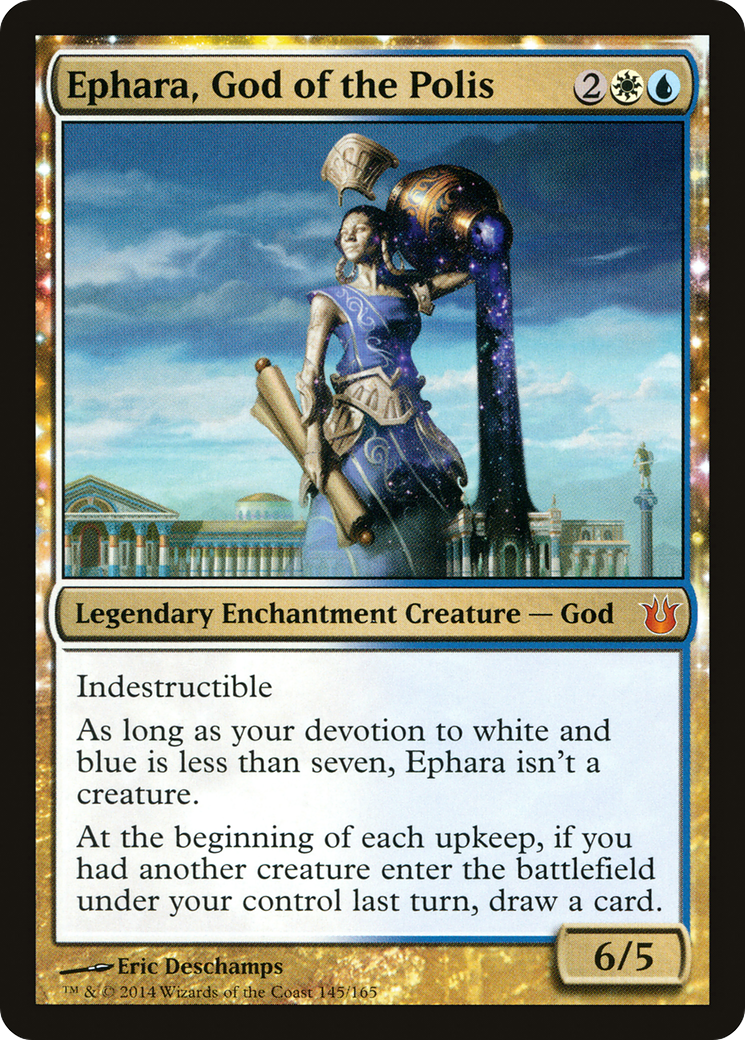 Ephara, God of the Polis 2
Legendary Enchantment Creature — God
Indestructible
As long as your devotion to white and
blue is less than seven, Ephara isn't a
creature.
At the beginning of each upkeep, if you
had another creature enter the battlefield
under your control last turn, draw a card.
6/5
Eric Deschamps
™ & © 2014 Wizards of the Coast 145/165